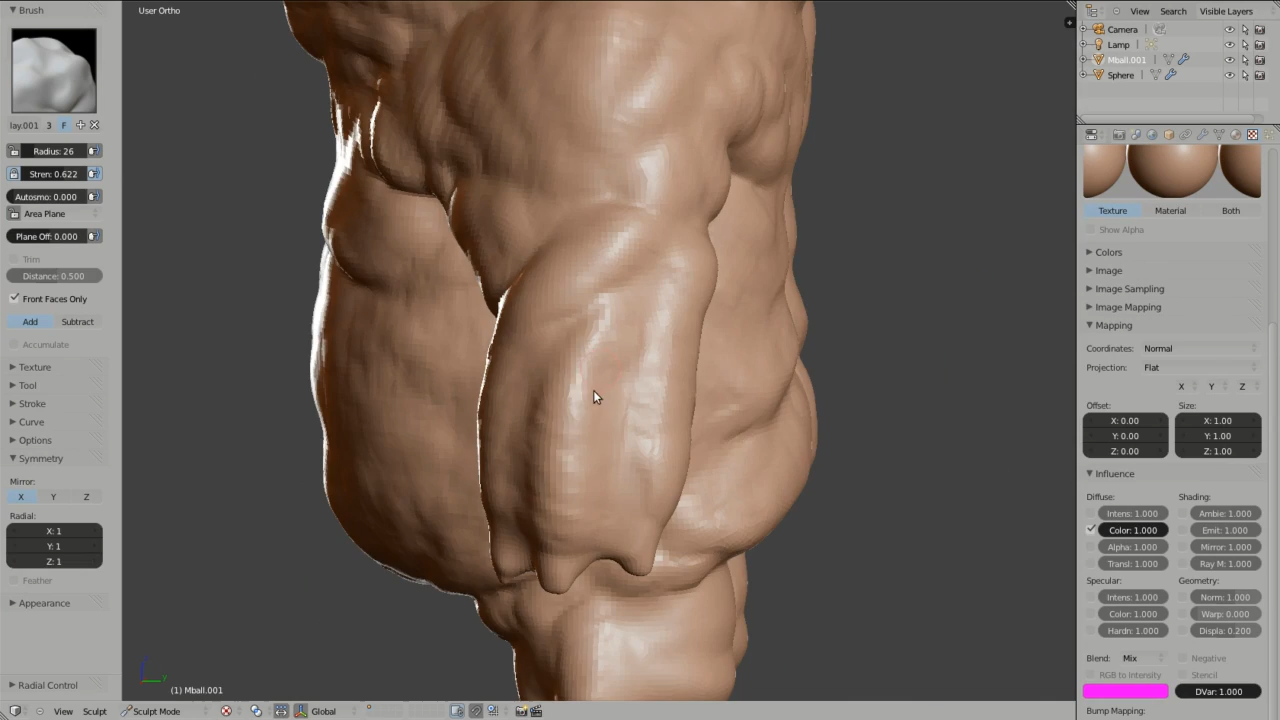 Brush
lay.001 3 F
Radius: 26
Stren: 0.622
Autosmo: 0.000
Area Plane
Plane Off: 0.000
Trim
Distance: 0.500
Front Faces Only
Add Subtract
Accumulate
Texture
Tool
Stroke
Curve
Options
Symmetry
Mirror:
X Y Z
Radial:
X: 1
Y: 1
Z: 1
Feather
Appearance
Radial Control
User Ortho
(1) Mball.001
View Sculpt Sculpt Mode Global
View Search Visible Layers
Camera
Lamp
Mball.001
Sphere
Texture Material Both
Show Alpha
Colors
Image
Image Sampling
Image Mapping
Mapping
Coordinates: Normal
Projection: Flat
X Y Z
Offset: Size:
X: 0.00 X: 1.00
Y: 0.00 Y: 1.00
Z: 0.00 Z: 1.00
Influence
Diffuse: Shading:
Intens: 1.000 Ambie: 1.000
Color: 1.000 Emit: 1.000
Alpha: 1.000 Mirror: 1.000
Transl: 1.000 Ray M: 1.000
Specular: Geometry:
Intens: 1.000 Norm: 1.000
Color: 1.000 Warp: 0.000
Hardn: 1.000 Displa: 0.200
Blend: Mix Negative
RGB to Intensity Stencil
DVar: 1.000
Bump Mapping: